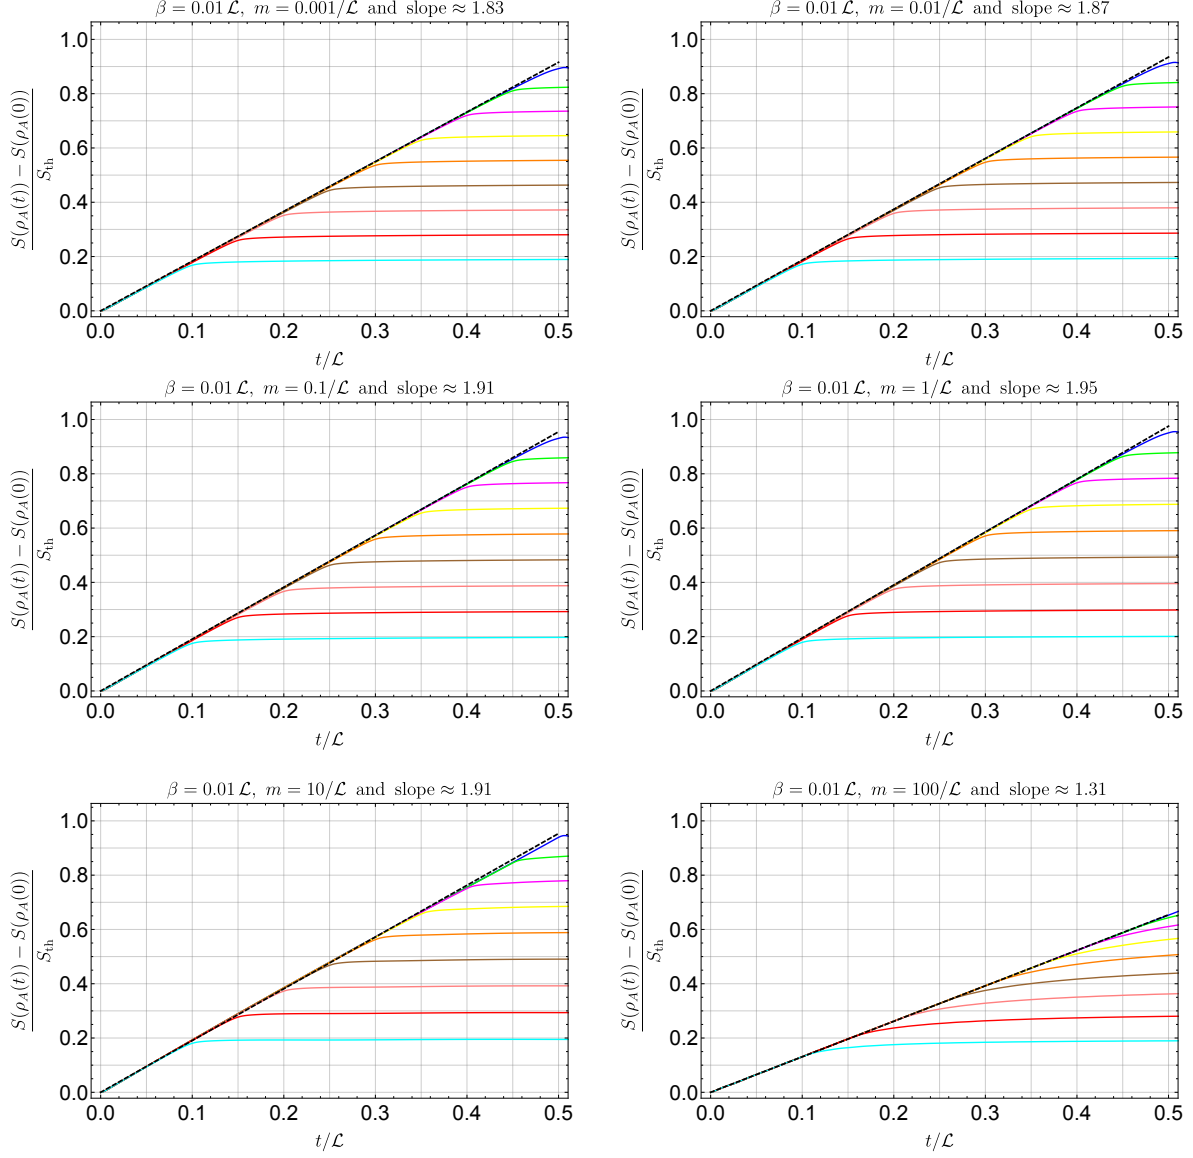 β = 0.01 ℒ, m = 0.001/ℒ and slope ≈ 1.83
S(ρ_A(t)) − S(ρ_A(0))
S_th
1.0
0.8
0.6
0.4
0.2
0.0
0.0 0.1 0.2 0.3 0.4 0.5
t/ℒ
β = 0.01 ℒ, m = 0.01/ℒ and slope ≈ 1.87
S(ρ_A(t)) − S(ρ_A(0))
S_th
1.0
0.8
0.6
0.4
0.2
0.0
0.0 0.1 0.2 0.3 0.4 0.5
t/ℒ
β = 0.01 ℒ, m = 0.1/ℒ and slope ≈ 1.91
S(ρ_A(t)) − S(ρ_A(0))
S_th
1.0
0.8
0.6
0.4
0.2
0.0
0.0 0.1 0.2 0.3 0.4 0.5
t/ℒ
β = 0.01 ℒ, m = 1/ℒ and slope ≈ 1.95
S(ρ_A(t)) − S(ρ_A(0))
S_th
1.0
0.8
0.6
0.4
0.2
0.0
0.0 0.1 0.2 0.3 0.4 0.5
t/ℒ
β = 0.01 ℒ, m = 10/ℒ and slope ≈ 1.91
S(ρ_A(t)) − S(ρ_A(0))
S_th
1.0
0.8
0.6
0.4
0.2
0.0
0.0 0.1 0.2 0.3 0.4 0.5
t/ℒ
β = 0.01 ℒ, m = 100/ℒ and slope ≈ 1.31
S(ρ_A(t)) − S(ρ_A(0))
S_th
1.0
0.8
0.6
0.4
0.2
0.0
0.0 0.1 0.2 0.3 0.4 0.5
t/ℒ